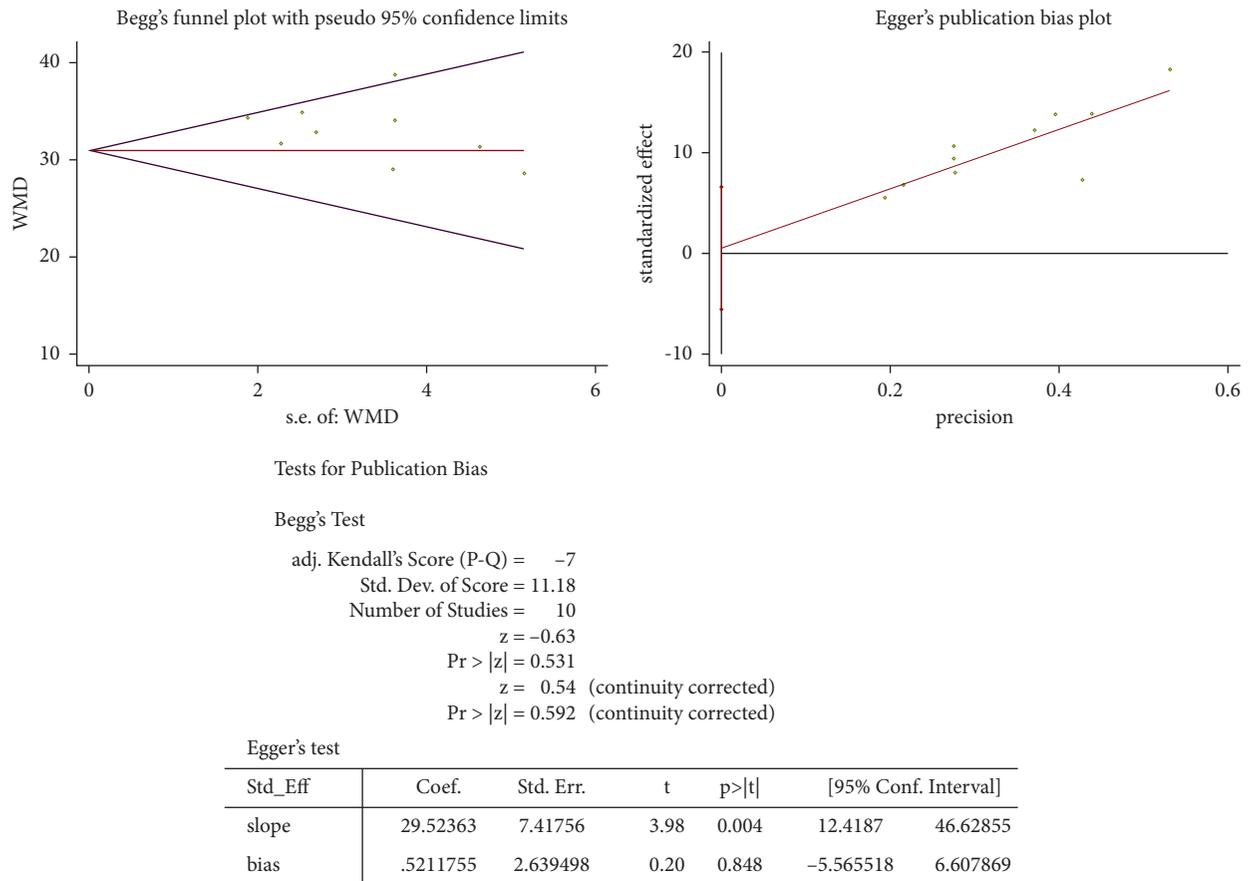 Begg's funnel plot with pseudo 95% confidence limits
WMD
40
30
20
10
0
2
4
6
s.e. of: WMD
Egger's publication bias plot
standardized effect
20
10
0
-10
0
0.2
0.4
0.6
precision
Tests for Publication Bias
Begg's Test
adj. Kendall's Score (P-Q) = –7
Std. Dev. of Score = 11.18
Number of Studies = 10
z = –0.63
Pr > |z| = 0.531
z = 0.54 (continuity corrected)
Pr > |z| = 0.592 (continuity corrected)
Egger's test
Std_Eff Coef. Std. Err. t p>|t| [95% Conf. Interval]
slope 29.52363 7.41756 3.98 0.004 12.4187 46.62855
bias .5211755 2.639498 0.20 0.848 –5.565518 6.607869